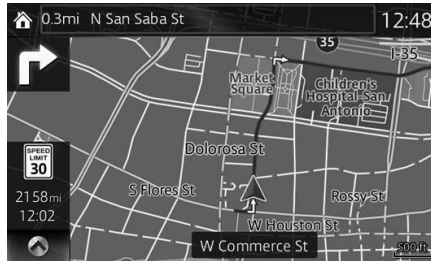 0.3mi N San Saba St
12:48
35
I-35
Market
Square
Children's
Hospital-San
Antonio
SPEED
LIMIT
30
Dolorosa St
2158mi
12:02
S Flores St
Rossy St
W Houston St
W Commerce St
500ft